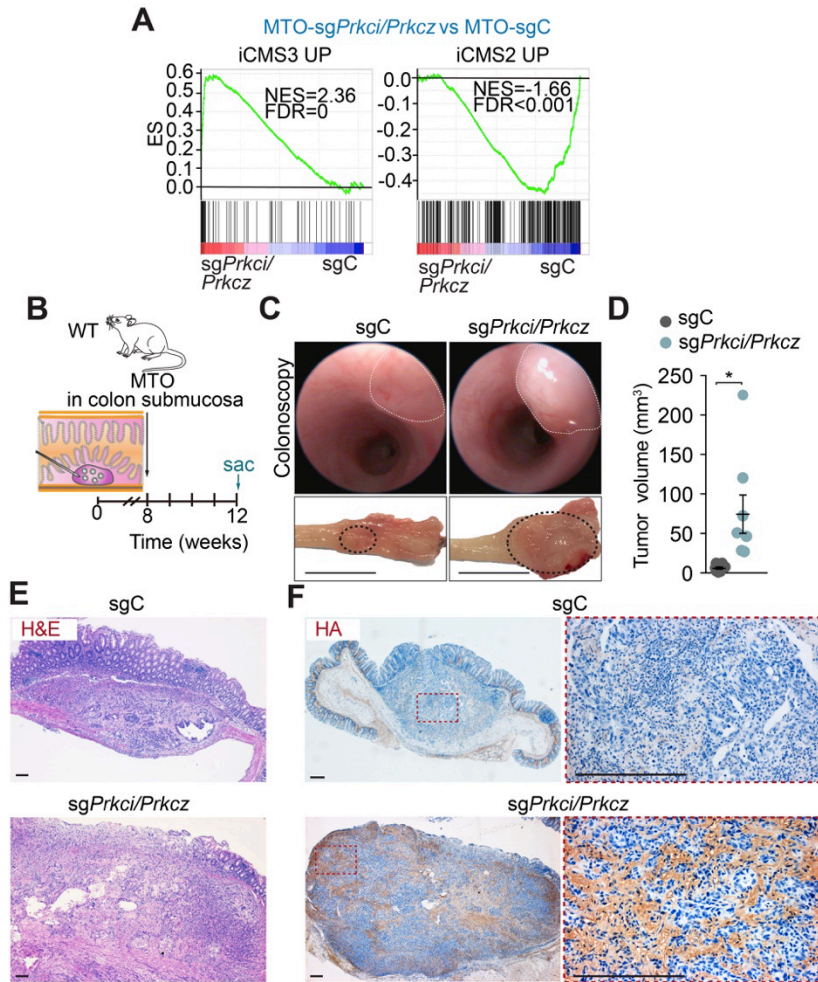 A
MTO-sgPrkci/Prkcz vs MTO-sgC
iCMS3 UP
iCMS2 UP
ES
0.6
0.5
0.4
0.3
0.2
0.1
0.0
NES=2.36
FDR=0
0.0
-0.1
-0.2
-0.3
-0.4
NES=-1.66
FDR<0.001
sgPrkci/
Prkcz
sgC
sgPrkci/
Prkcz
sgC
B
WT
MTO
in colon submucosa
sac
0
8
12
Time (weeks)
C
sgC
sgPrkci/Prkcz
Colonoscopy
D
sgC
sgPrkci/Prkcz
Tumor volume (mm³)
250
200
150
100
50
0
*
E
sgC
H&E
sgPrkci/Prkcz
F
sgC
HA
sgPrkci/Prkcz